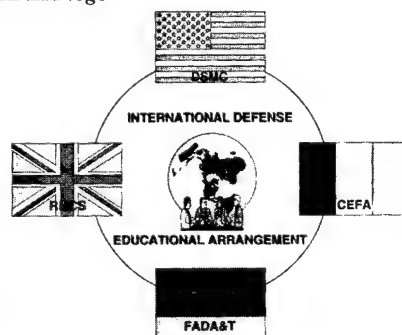 DSMC
INTERNATIONAL DEFENSE
RMCS
CEFA
EDUCATIONAL ARRANGEMENT
FADA&T